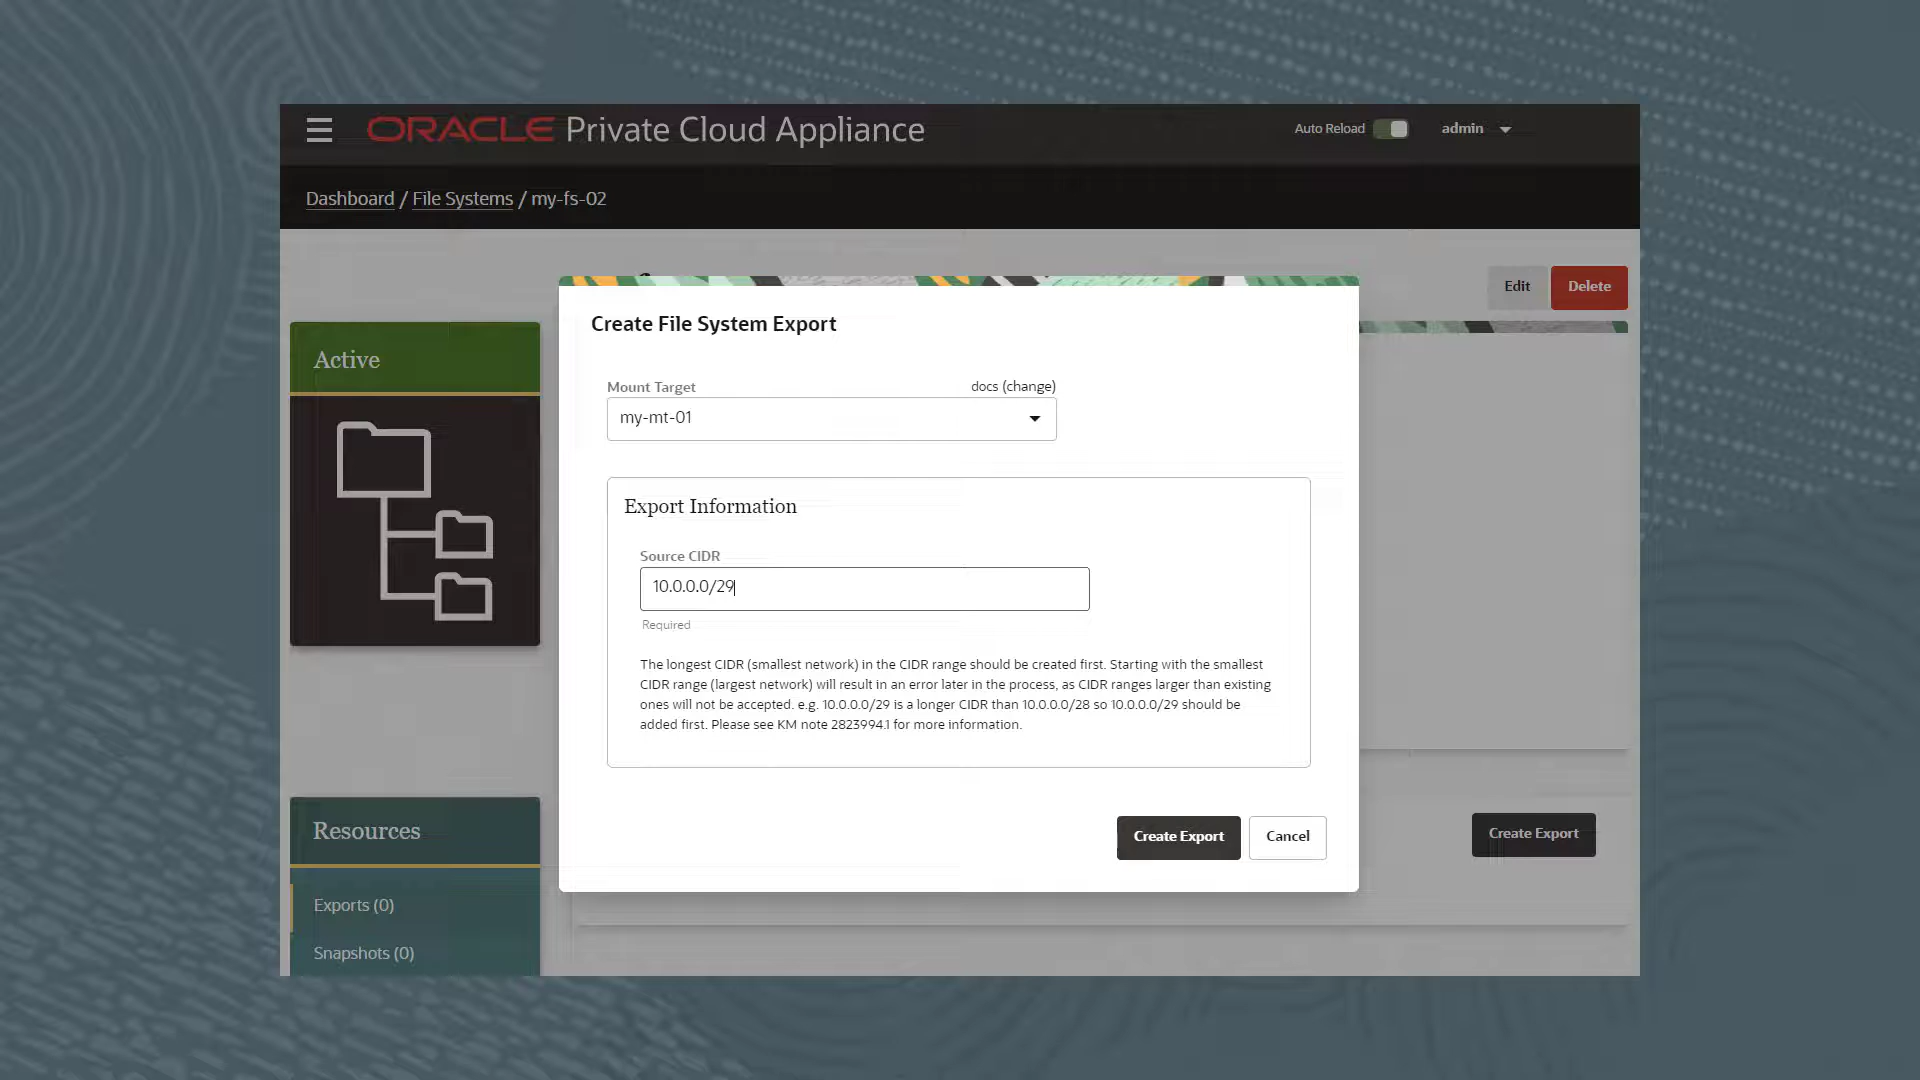 ORACLE Private Cloud Appliance
Auto Reload
admin
Dashboard / File Systems / my-fs-02
Edit
Delete
Active
Create File System Export
Mount Target
docs (change)
my-mt-01
Export Information
Source CIDR
10.0.0.0/29
Required
The longest CIDR (smallest network) in the CIDR range should be created first. Starting with the smallest
CIDR range (largest network) will result in an error later in the process, as CIDR ranges larger than existing
ones will not be accepted. e.g. 10.0.0.0/29 is a longer CIDR than 10.0.0.0/28 so 10.0.0.0/29 should be
added first. Please see KM note 2823994.1 for more information.
Create Export
Cancel
Resources
Create Export
Exports (0)
Snapshots (0)